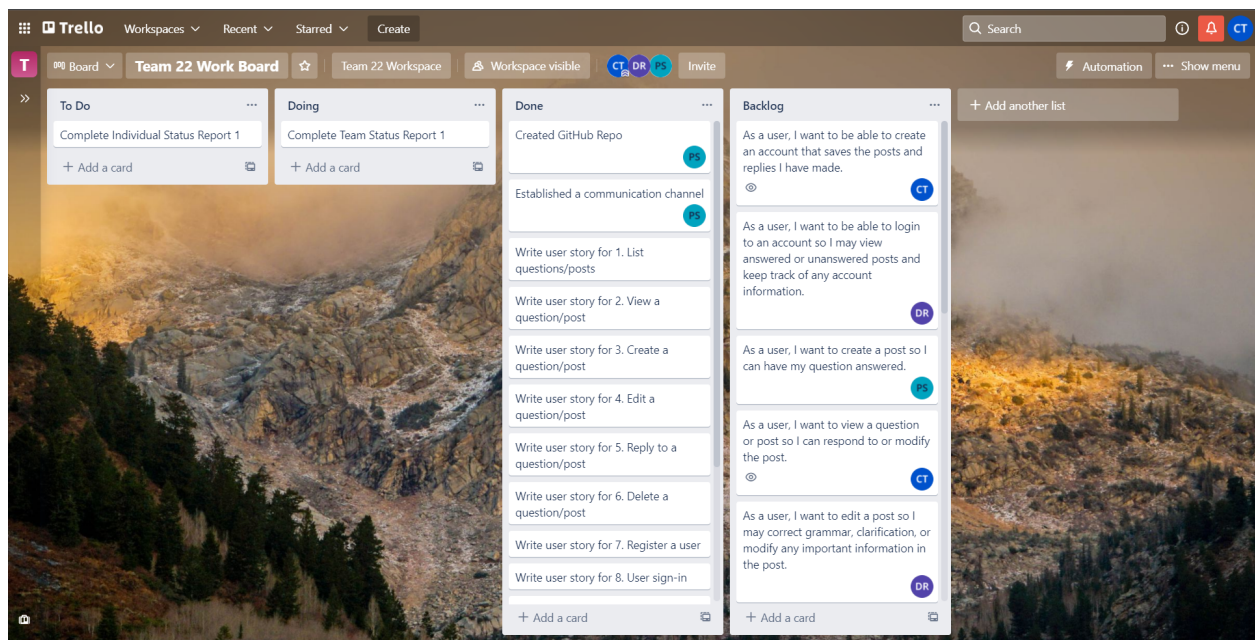 Trello
Workspaces
Recent
Starred
Create
Search
CT
T
Board
Team 22 Work Board
Team 22 Workspace
Workspace visible
CT
DR
PS
Invite
Automation
Show menu
To Do
Complete Individual Status Report 1
+ Add a card
Doing
Complete Team Status Report 1
+ Add a card
Done
Created GitHub Repo
PS
Established a communication channel
PS
Write user story for 1. List
questions/posts
Write user story for 2. View a
question/post
Write user story for 3. Create a
question/post
Write user story for 4. Edit a
question/post
Write user story for 5. Reply to a
question/post
Write user story for 6. Delete a
question/post
Write user story for 7. Register a user
Write user story for 8. User sign-in
+ Add a card
Backlog
As a user, I want to be able to create
an account that saves the posts and
replies I have made.
CT
As a user, I want to be able to login
to an account so I may view
answered or unanswered posts and
keep track of any account
information.
DR
As a user, I want to create a post so I
can have my question answered.
PS
As a user, I want to view a question
or post so I can respond to or modify
the post.
CT
As a user, I want to edit a post so I
may correct grammar, clarification, or
modify any important information in
the post.
DR
+ Add a card
+ Add another list